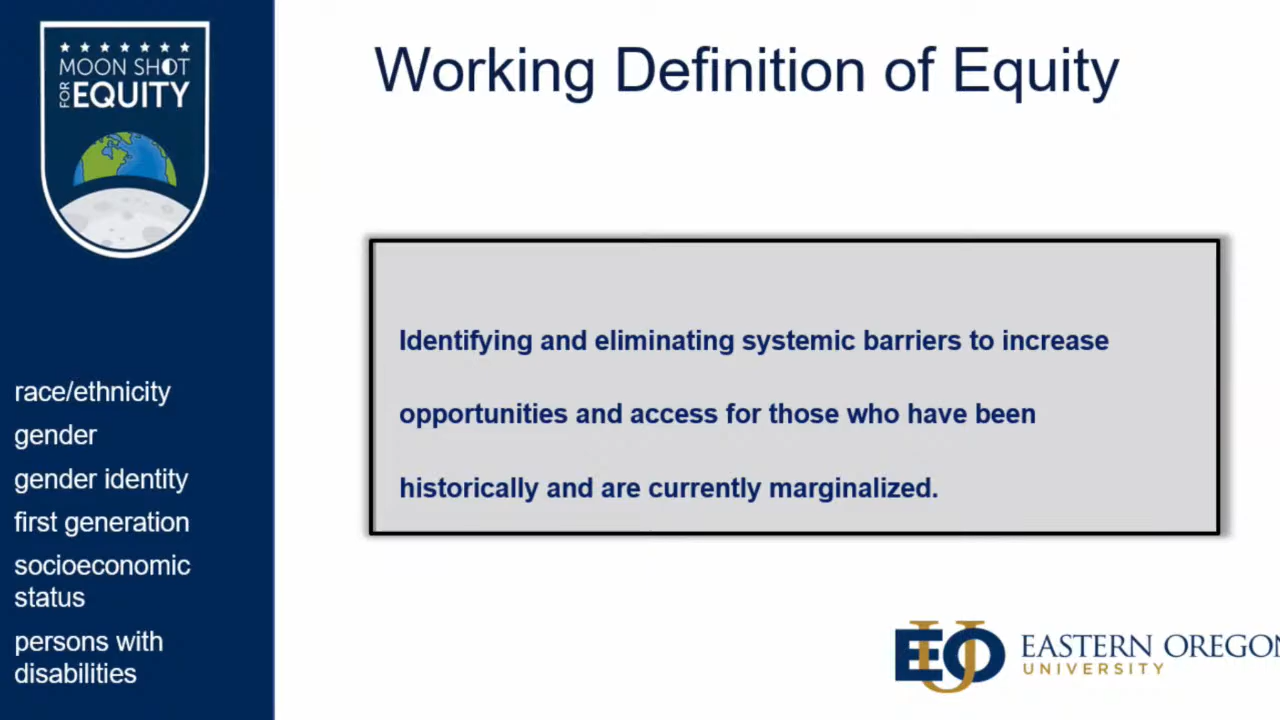 MOON SHOT
FOR EQUITY
race/ethnicity
gender
gender identity
first generation
socioeconomic
status
persons with
disabilities
Working Definition of Equity
Identifying and eliminating systemic barriers to increase
opportunities and access for those who have been
historically and are currently marginalized.
EOU
EASTERN OREGON
UNIVERSITY